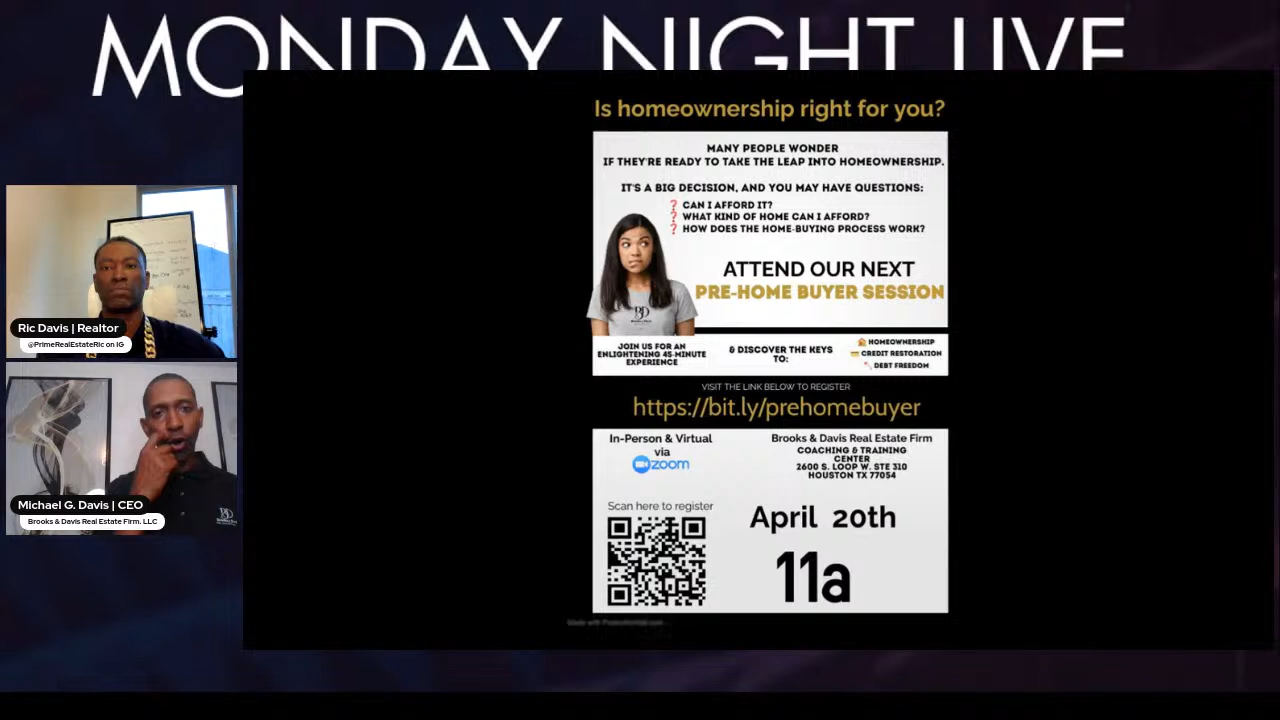 MONDAY NIGHT LIVE
Ric Davis | Realtor
@PrimeRealEstateRic on IG
Michael G. Davis | CEO
Brooks & Davis Real Estate Firm. LLC
Is homeownership right for you?
MANY PEOPLE WONDER
IF THEY'RE READY TO TAKE THE LEAP INTO HOMEOWNERSHIP.
IT'S A BIG DECISION, AND YOU MAY HAVE QUESTIONS:
❓ CAN I AFFORD IT?
❓ WHAT KIND OF HOME CAN I AFFORD?
❓ HOW DOES THE HOME-BUYING PROCESS WORK?
ATTEND OUR NEXT
PRE-HOME BUYER SESSION
JOIN US FOR AN
ENLIGHTENING 45-MINUTE
EXPERIENCE
& DISCOVER THE KEYS
TO:
HOMEOWNERSHIP
CREDIT RESTORATION
DEBT FREEDOM
VISIT THE LINK BELOW TO REGISTER
https://bit.ly/prehomebuyer
In-Person & Virtual
via
zoom
Scan here to register
Brooks & Davis Real Estate Firm
COACHING & TRAINING
CENTER
2600 S. LOOP W. STE 310
HOUSTON TX 77054
April 20th
11a